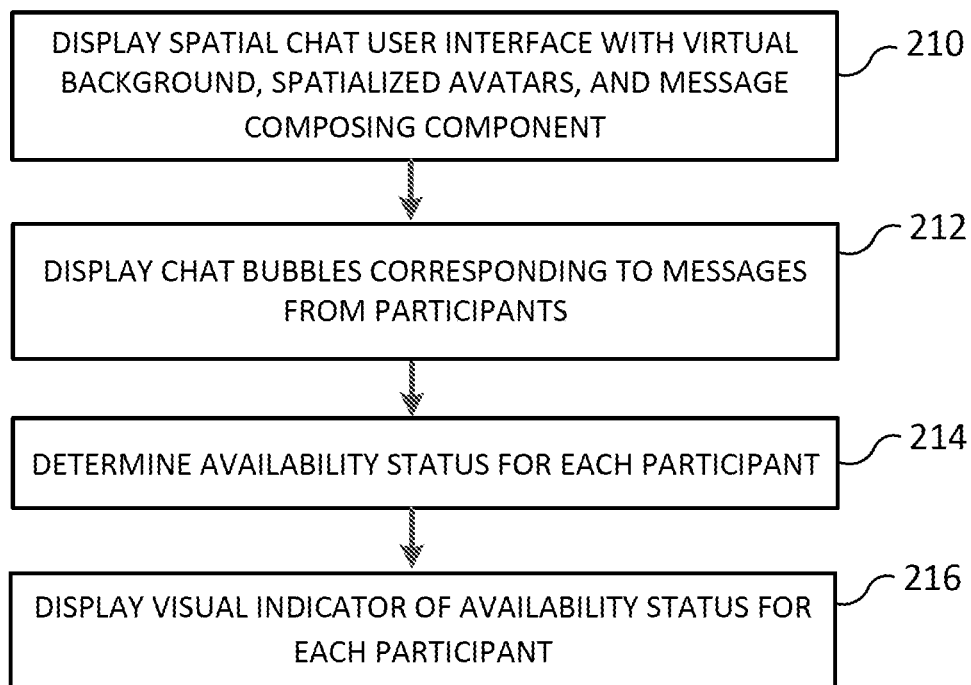 DISPLAY SPATIAL CHAT USER INTERFACE WITH VIRTUAL
BACKGROUND, SPATIALIZED AVATARS, AND MESSAGE
COMPOSING COMPONENT
210
DISPLAY CHAT BUBBLES CORRESPONDING TO MESSAGES
FROM PARTICIPANTS
212
DETERMINE AVAILABILITY STATUS FOR EACH PARTICIPANT
214
DISPLAY VISUAL INDICATOR OF AVAILABILITY STATUS FOR
EACH PARTICIPANT
216